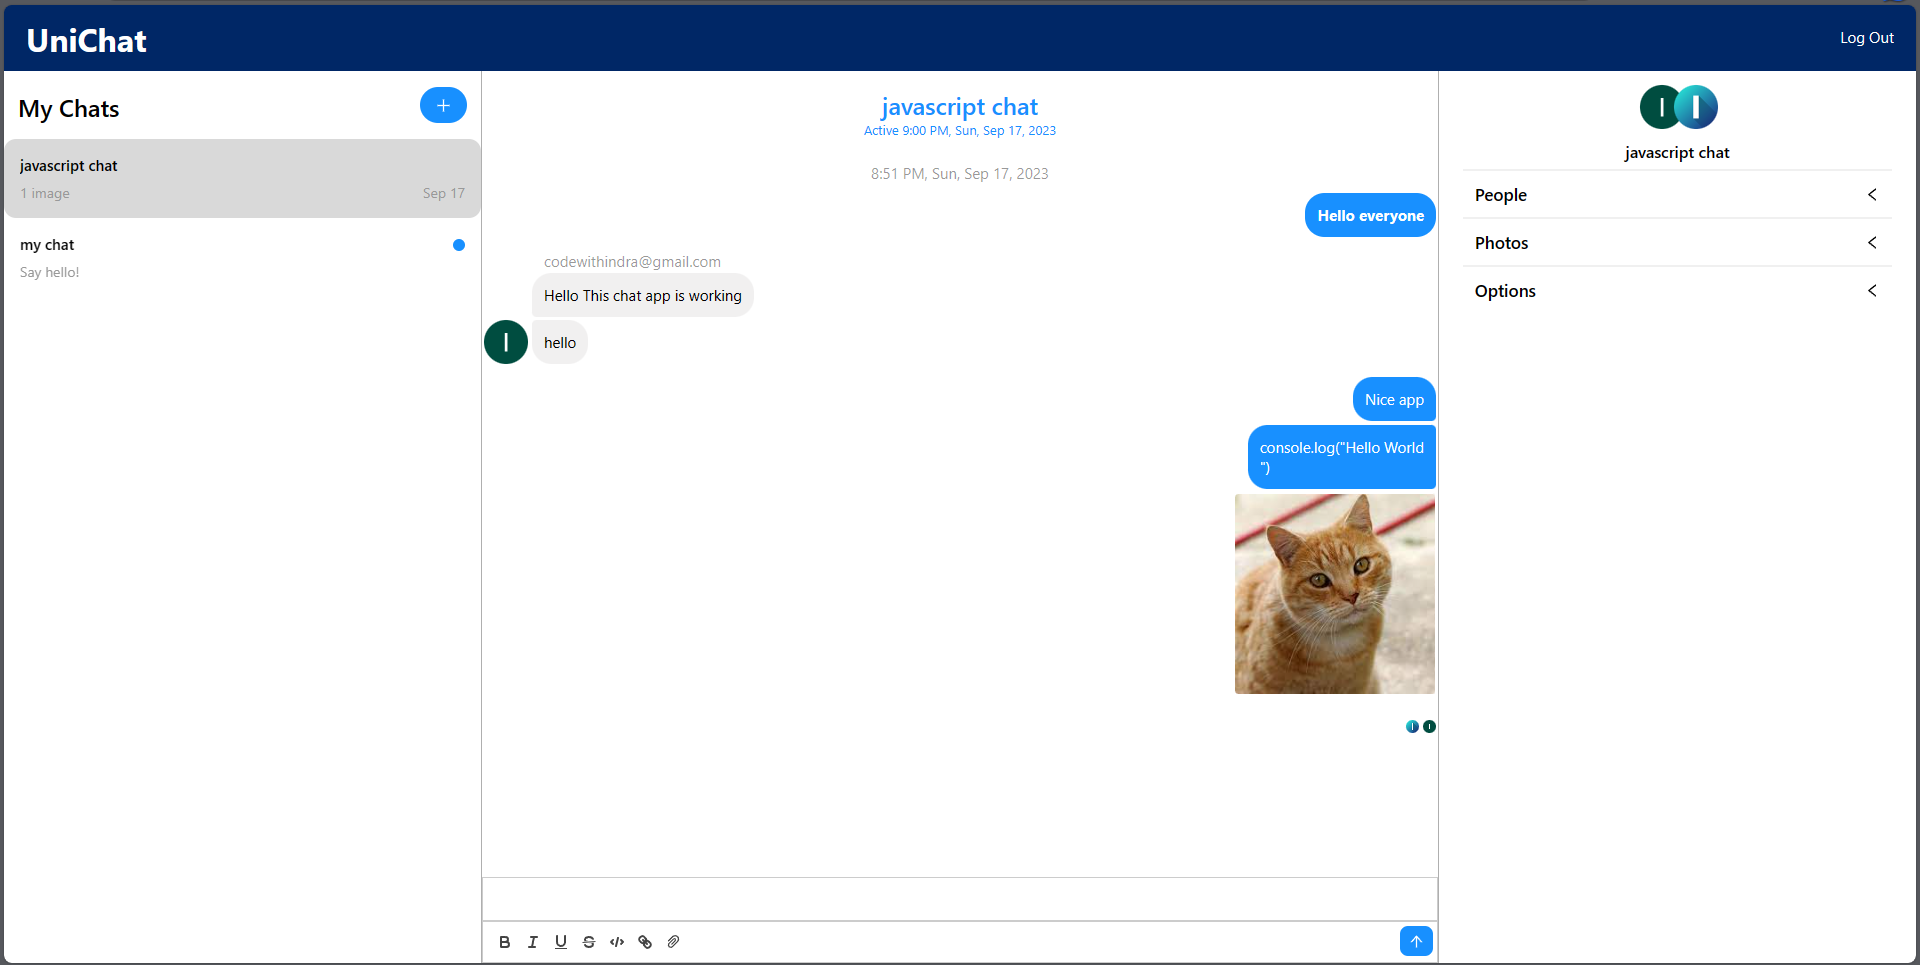 UniChat
Log Out
My Chats
+
javascript chat
1 image
Sep 17
my chat
Say hello!
javascript chat
Active 9:00 PM, Sun, Sep 17, 2023
8:51 PM, Sun, Sep 17, 2023
Hello everyone
codewithindra@gmail.com
Hello This chat app is working
I
hello
Nice app
console.log("Hello World
")
I I
B I U S </>
I I
javascript chat
People
Photos
Options